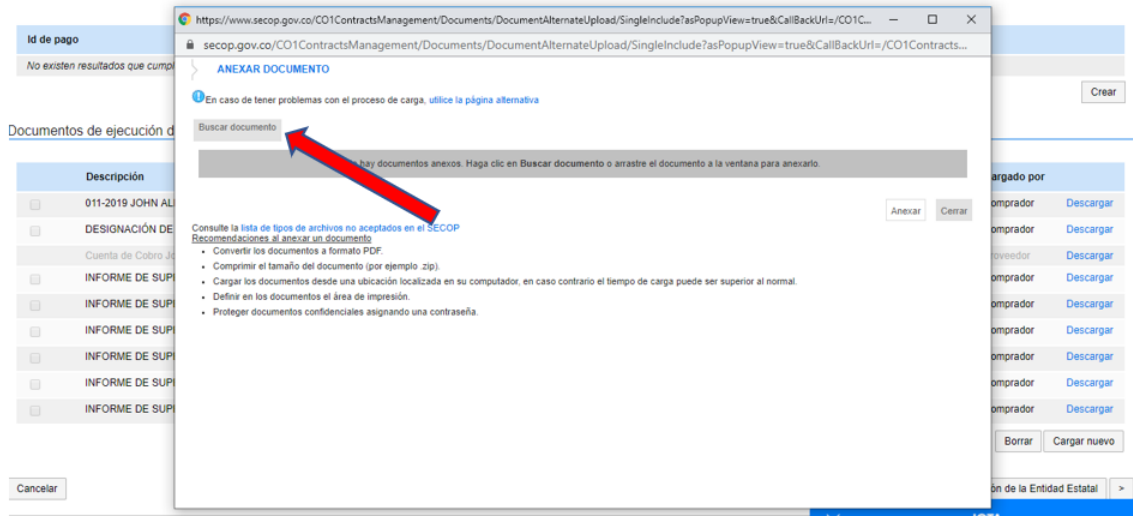 https://www.secop.gov.co/CO1ContractsManagement/Documents/DocumentAlternateUpload/SingleInclude?asPopupView=true&CallBackUrl=/CO1C...
secop.gov.co/CO1ContractsManagement/Documents/DocumentAlternateUpload/SingleInclude?asPopupView=true&CallBackUrl=/CO1Contracts...
ANEXAR DOCUMENTO
En caso de tener problemas con el proceso de carga, utilice la página alternativa
Buscar documento
hay documentos anexos. Haga clic en Buscar documento o arrastre el documento a la ventana para anexarlo.
Anexar Cerrar
Consulte la lista de tipos de archivos no aceptados en el SECOP
Recomendaciones al anexar un documento
• Convertir los documentos a formato PDF.
• Comprimir el tamaño del documento (por ejemplo .zip).
• Cargar los documentos desde una ubicación localizada en su computador, en caso contrario el tiempo de carga puede ser superior al normal.
• Definir en los documentos el área de impresión.
• Proteger documentos confidenciales asignando una contraseña.
Id de pago
No existen resultados que cumpl
Crear
Documentos de ejecución d
Descripción argado por
011-2019 JOHN AL omprador Descargar
DESIGNACIÓN DE omprador Descargar
Cuenta de Cobro Jo roveedor Descargar
INFORME DE SUPE omprador Descargar
INFORME DE SUPE omprador Descargar
INFORME DE SUPE omprador Descargar
INFORME DE SUPE omprador Descargar
INFORME DE SUPE omprador Descargar
INFORME DE SUPE omprador Descargar
Borrar Cargar nuevo
Cancelar ón de la Entidad Estatal >